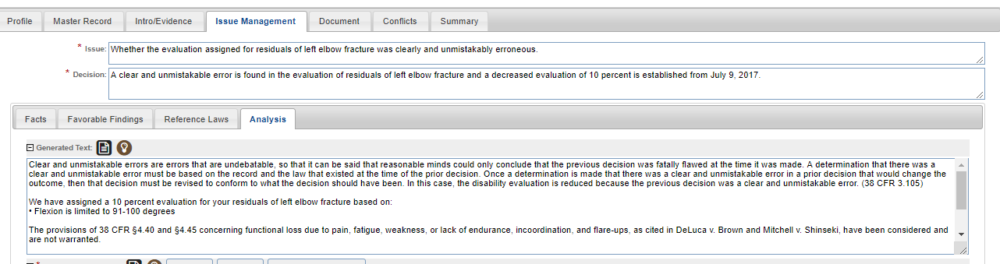 Profile Master Record Intro/Evidence Issue Management Document Conflicts Summary
* Issue: Whether the evaluation assigned for residuals of left elbow fracture was clearly and unmistakably erroneous.
* Decision: A clear and unmistakable error is found in the evaluation of residuals of left elbow fracture and a decreased evaluation of 10 percent is established from July 9, 2017.
Facts Favorable Findings Reference Laws Analysis
Generated Text:
Clear and unmistakable errors are errors that are undebatable, so that it can be said that reasonable minds could only conclude that the previous decision was fatally flawed at the time it was made. A determination that there was a
clear and unmistakable error must be based on the record and the law that existed at the time of the prior decision. Once a determination is made that there was a clear and unmistakable error in a prior decision that would change the
outcome, then that decision must be revised to conform to what the decision should have been. In this case, the disability evaluation is reduced because the previous decision was a clear and unmistakable error. (38 CFR 3.105)
We have assigned a 10 percent evaluation for your residuals of left elbow fracture based on:
• Flexion is limited to 91-100 degrees
The provisions of 38 CFR §4.40 and §4.45 concerning functional loss due to pain, fatigue, weakness, or lack of endurance, incoordination, and flare-ups, as cited in DeLuca v. Brown and Mitchell v. Shinseki, have been considered and
are not warranted.